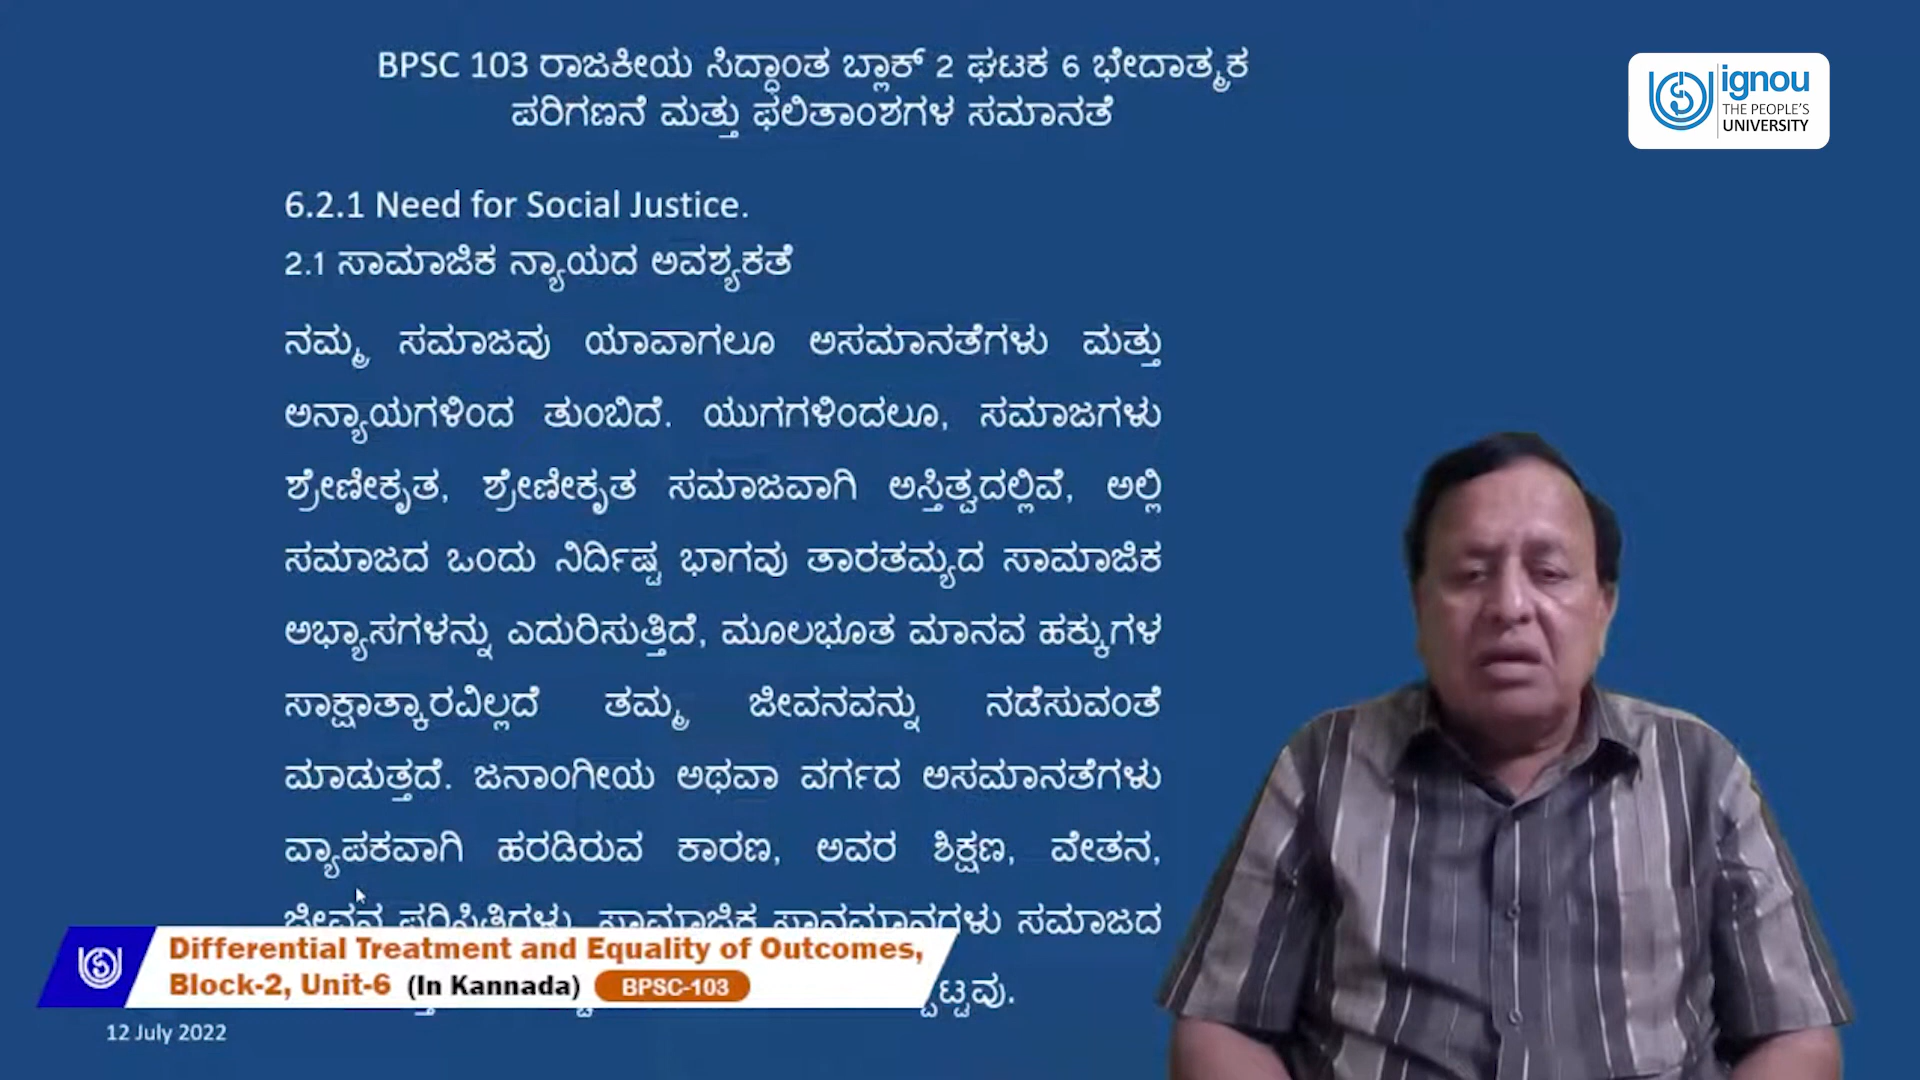 BPSC 103 ರಾಜಕೀಯ ಸಿದ್ಧಾಂತ ಬ್ಲಾಕ್ 2 ಘಟಕ 6 ಭೇದಾತ್ಮಕ
ಪರಿಗಣನೆ ಮತ್ತು ಫಲಿತಾಂಶಗಳ ಸಮಾನತೆ
ignou
THE PEOPLE'S
UNIVERSITY
6.2.1 Need for Social Justice.
2.1 ಸಾಮಾಜಿಕ ನ್ಯಾಯದ ಅವಶ್ಯಕತೆ
ನಮ್ಮ ಸಮಾಜವು ಯಾವಾಗಲೂ ಅಸಮಾನತೆಗಳು ಮತ್ತು
ಅನ್ಯಾಯಗಳಿಂದ ತುಂಬಿದೆ. ಯುಗಗಳಿಂದಲೂ, ಸಮಾಜಗಳು
ಶ್ರೇಣೀಕೃತ, ಶ್ರೇಣೀಕೃತ ಸಮಾಜವಾಗಿ ಅಸ್ತಿತ್ವದಲ್ಲಿವೆ, ಅಲ್ಲಿ
ಸಮಾಜದ ಒಂದು ನಿರ್ದಿಷ್ಟ ಭಾಗವು ತಾರತಮ್ಯದ ಸಾಮಾಜಿಕ
ಅಭ್ಯಾಸಗಳನ್ನು ಎದುರಿಸುತ್ತಿದೆ, ಮೂಲಭೂತ ಮಾನವ ಹಕ್ಕುಗಳ
ಸಾಕ್ಷಾತ್ಕಾರವಿಲ್ಲದೆ ತಮ್ಮ ಜೀವನವನ್ನು ನಡೆಸುವಂತೆ
ಮಾಡುತ್ತದೆ. ಜನಾಂಗೀಯ ಅಥವಾ ವರ್ಗದ ಅಸಮಾನತೆಗಳು
ವ್ಯಾಪಕವಾಗಿ ಹರಡಿರುವ ಕಾರಣ, ಅವರ ಶಿಕ್ಷಣ, ವೇತನ,
ಜೀವನ ಪರಿಸ್ಥಿತಿಗಳು, ಸಾಮಾಜಿಕ ಸ್ಥಾನಮಾನಗಳು ಸಮಾಜದ
Differential Treatment and Equality of Outcomes,
Block-2, Unit-6 (In Kannada) BPSC-103
12 July 2022